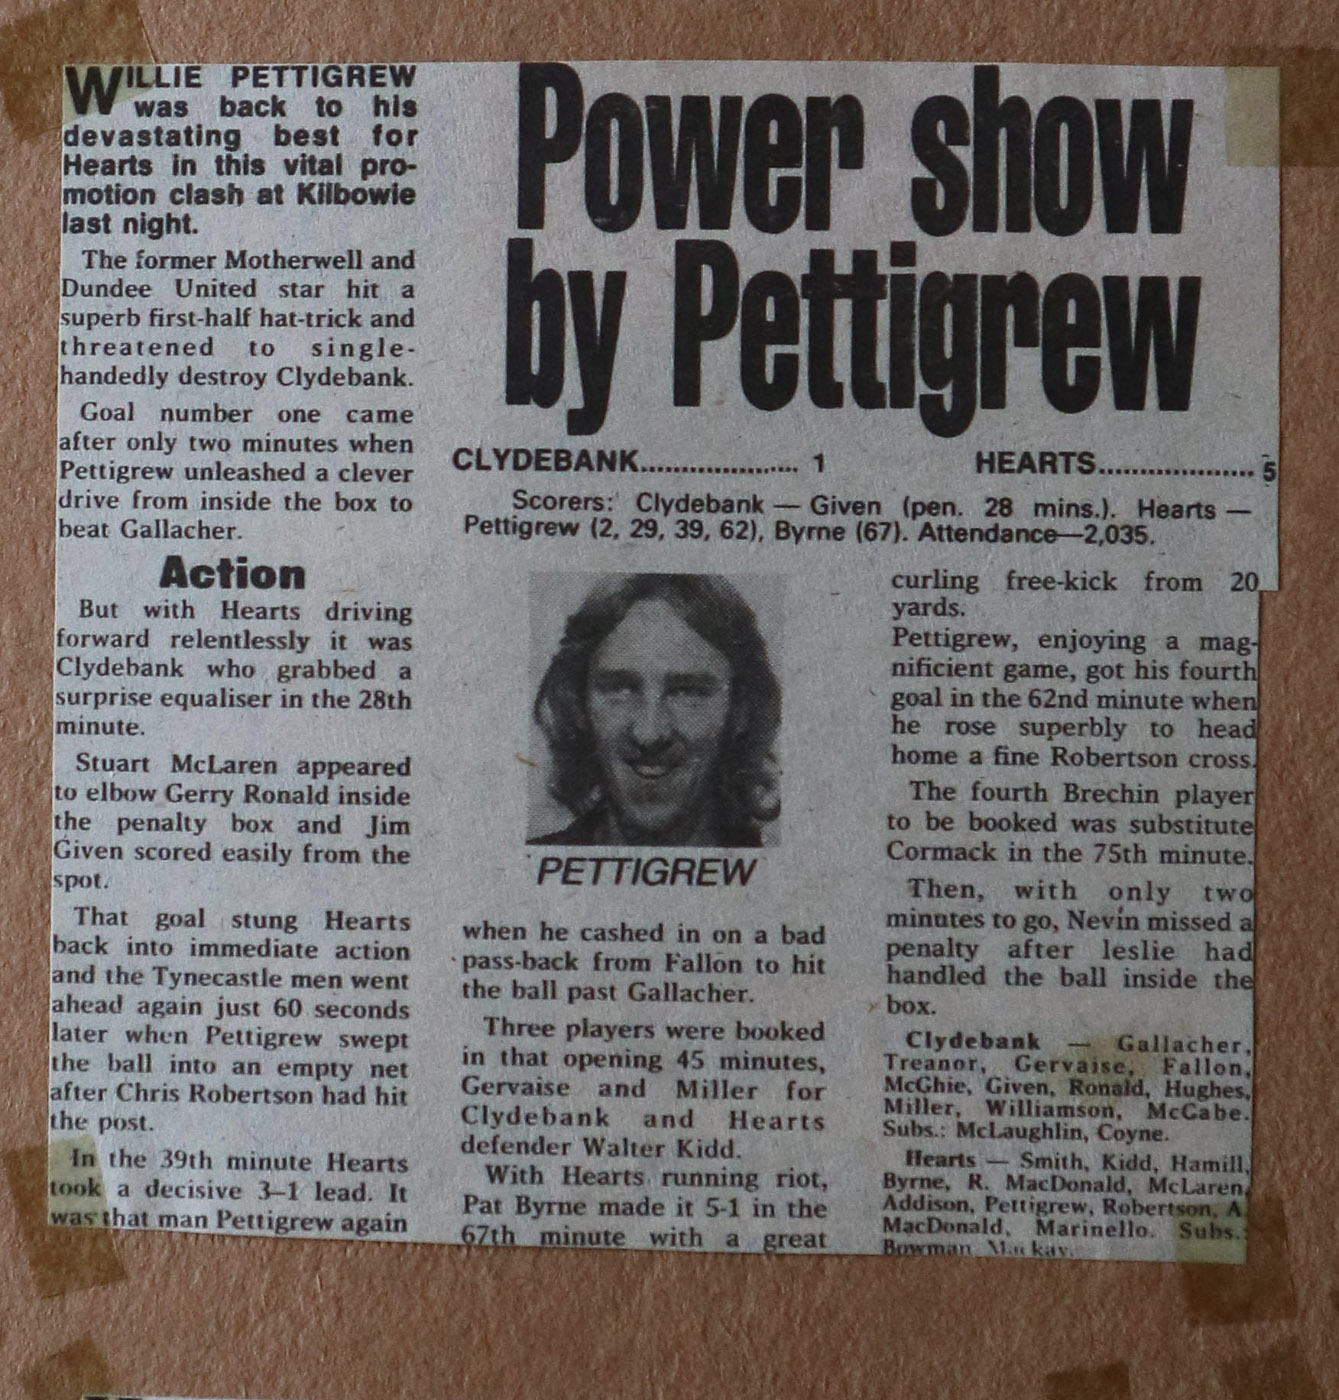 Power show
by Pettigrew
CLYDEBANK.................... 1 HEARTS.................... 5
Scorers: Clydebank — Given (pen. 28 mins.). Hearts —
Pettigrew (2, 29, 39, 62), Byrne (67). Attendance—2,035.
WILLIE PETTIGREW
was back to his
devastating best for
Hearts in this vital pro-
motion clash at Kilbowie
last night.
The former Motherwell and
Dundee United star hit a
superb first-half hat-trick and
threatened to single-
handedly destroy Clydebank.
Goal number one came
after only two minutes when
Pettigrew unleashed a clever
drive from inside the box to
beat Gallacher.
Action
But with Hearts driving
forward relentlessly it was
Clydebank who grabbed a
surprise equaliser in the 28th
minute.
Stuart McLaren appeared
to elbow Gerry Ronald inside
the penalty box and Jim
Given scored easily from the
spot.
That goal stung Hearts
back into immediate action
and the Tynecastle men went
ahead again just 60 seconds
later when Pettigrew swept
the ball into an empty net
after Chris Robertson had hit
the post.
In the 39th minute Hearts
took a decisive 3–1 lead. It
was that man Pettigrew again
PETTIGREW
when he cashed in on a bad
pass-back from Fallon to hit
the ball past Gallacher.
Three players were booked
in that opening 45 minutes,
Gervaise and Miller for
Clydebank and Hearts
defender Walter Kidd.
With Hearts running riot,
Pat Byrne made it 5-1 in the
67th minute with a great
curling free-kick from 20
yards.
Pettigrew, enjoying a mag-
nificient game, got his fourth
goal in the 62nd minute when
he rose superbly to head
home a fine Robertson cross.
The fourth Brechin player
to be booked was substitute
Cormack in the 75th minute.
Then, with only two
minutes to go, Nevin missed a
penalty after leslie had
handled the ball inside the
box.
Clydebank — Gallacher,
Treanor, Gervaise, Fallon,
McGhie, Given, Ronald, Hughes,
Miller, Williamson, McCabe.
Subs.: McLaughlin, Coyne.
Hearts — Smith, Kidd, Hamill,
Byrne, R. MacDonald, McLaren,
Addison, Pettigrew, Robertson, A.
MacDonald, Marinello. Subs.:
Bowman, Mackay.